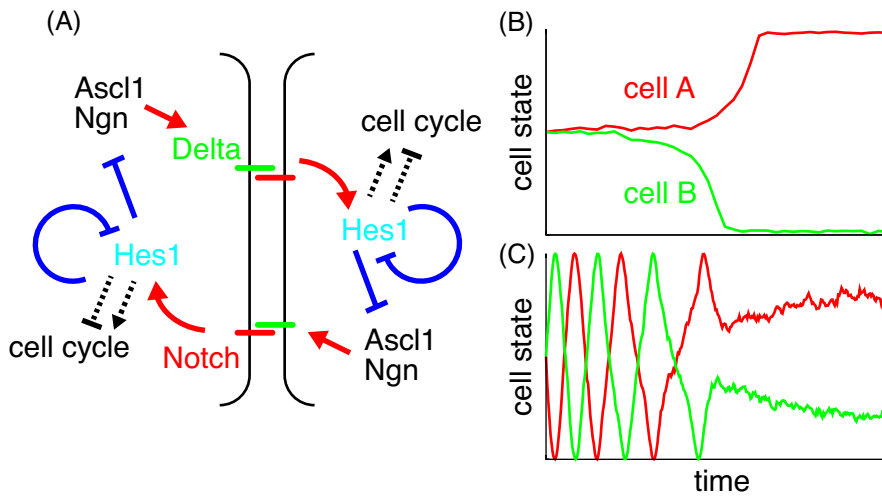 (A)
Ascl1
Ngn
Delta
cell cycle
Hes1
Hes1
cell cycle
Notch
Ascl1
Ngn
(B)
cell state
cell A
cell B
(C)
cell state
time